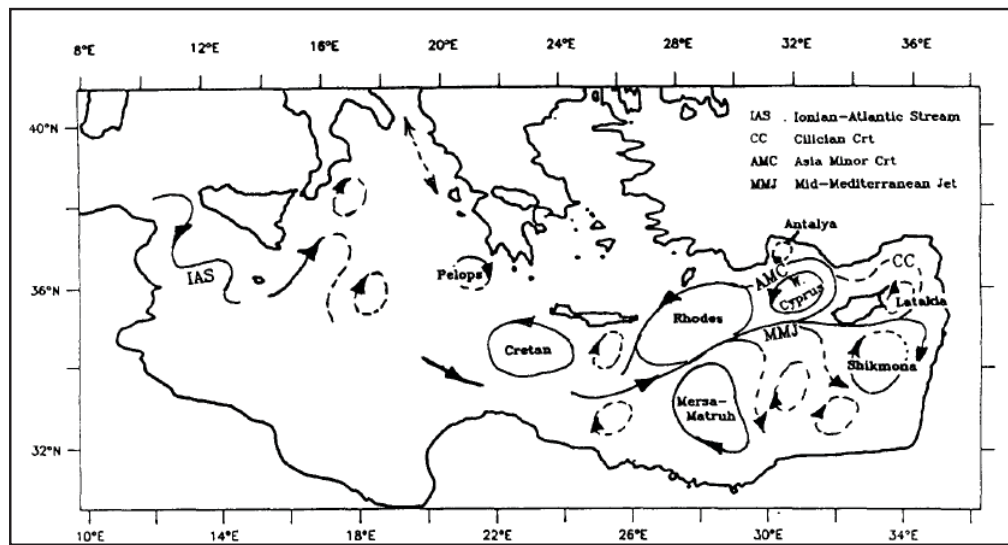 8°E 12°E 16°E 20°E 24°E 28°E 32°E 36°E
40°N
IAS . Ionian-Atlantic Stream
CC Cilician Crt
AMC Asia Minor Crt
MMJ Mid-Mediterranean Jet
Antalya
IAS
Pelops
AMC
W.
Cyprus
CC
Latakia
36°N
Rhodes
MMJ
Cretan
Shikmona
Mersa-
Matruh
32°N
10°E 14°E 18°E 22°E 26°E 30°E 34°E